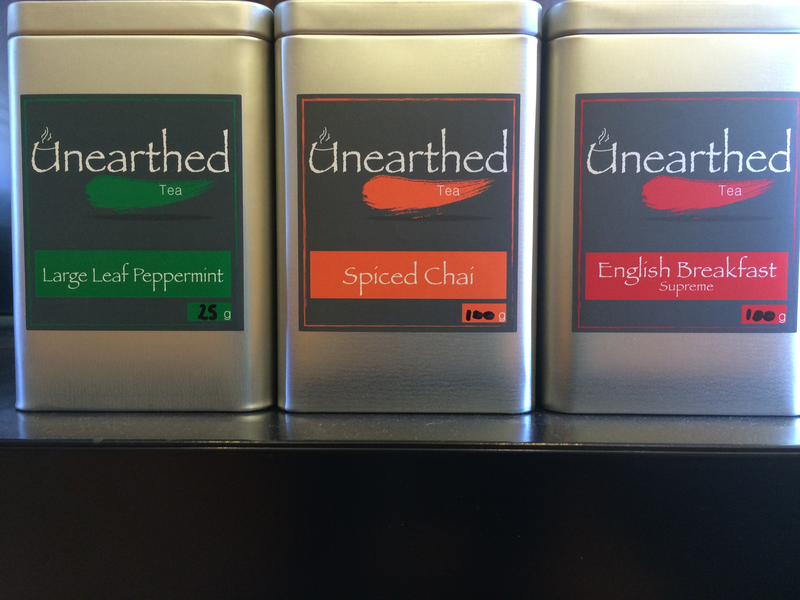 Unearthed
Tea
Large Leaf Peppermint
25 g
Unearthed
Tea
Spiced Chai
100 g
Unearthed
Tea
English Breakfast
Supreme
100 g